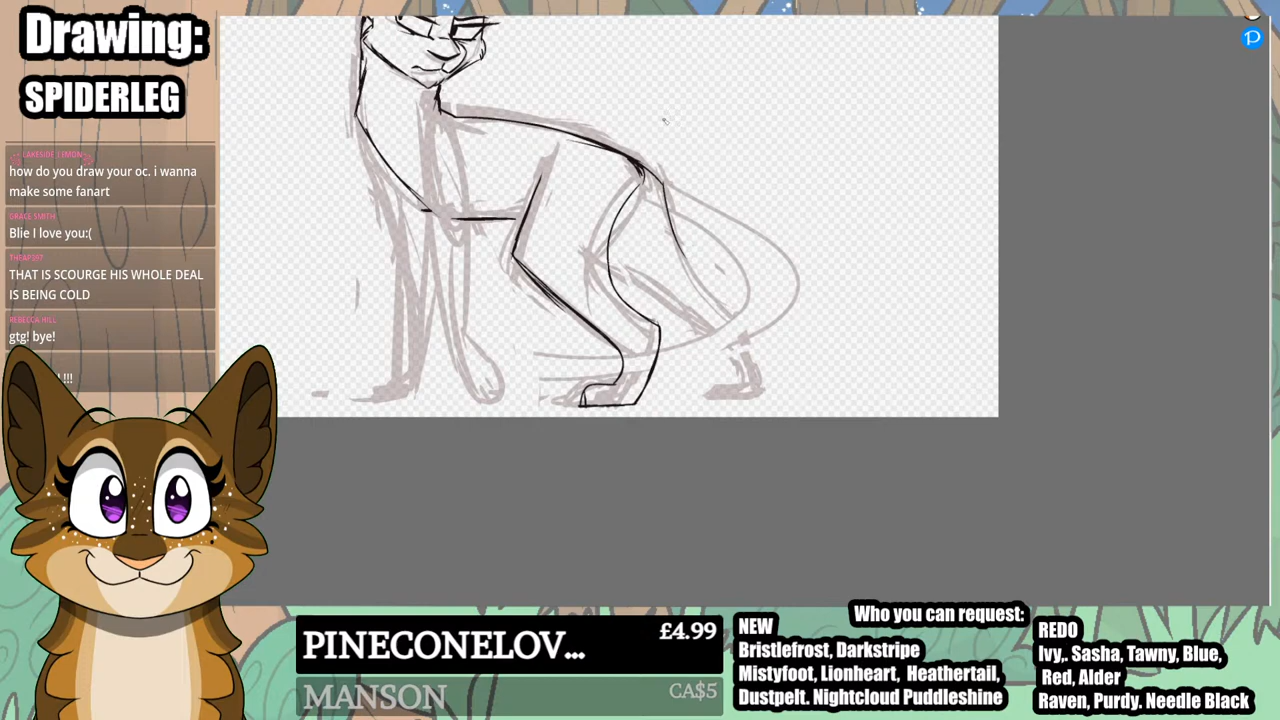 Drawing:
SPIDERLEG
LAKESIDE LEMON
how do you draw your oc. i wanna
make some fanart
GRACE SMITH
Blie I love you:(
THEAP397
THAT IS SCOURGE HIS WHOLE DEAL
IS BEING COLD
REBECCA HILL
gtg! bye!
!!!
PINECONELOV...
£4.99
MANSON
CA$5
Who you can request:
NEW
Bristlefrost, Darkstripe
Mistyfoot, Lionheart, Heathertail,
Dustpelt. Nightcloud Puddleshine
REDO
Ivy,. Sasha, Tawny, Blue,
Red, Alder
Raven, Purdy. Needle Black